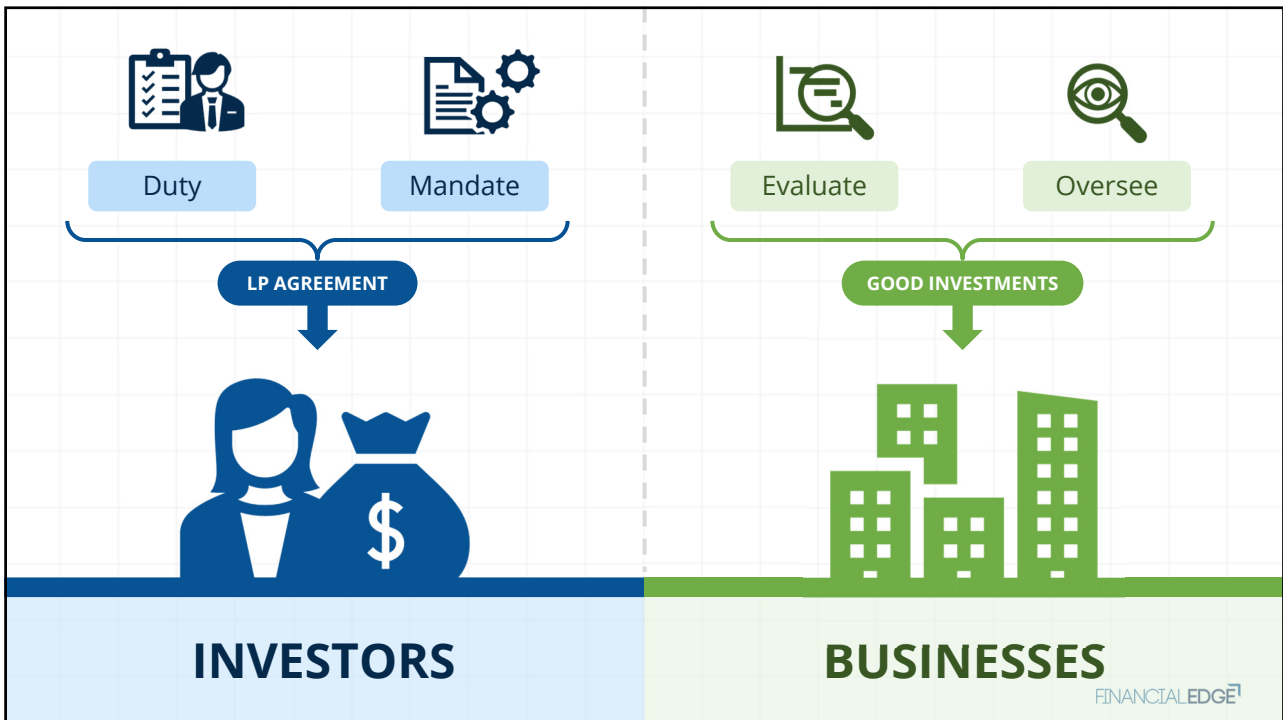 Duty
Mandate
LP AGREEMENT
$
INVESTORS
Evaluate
Oversee
GOOD INVESTMENTS
BUSINESSES
FINANCIALEDGE